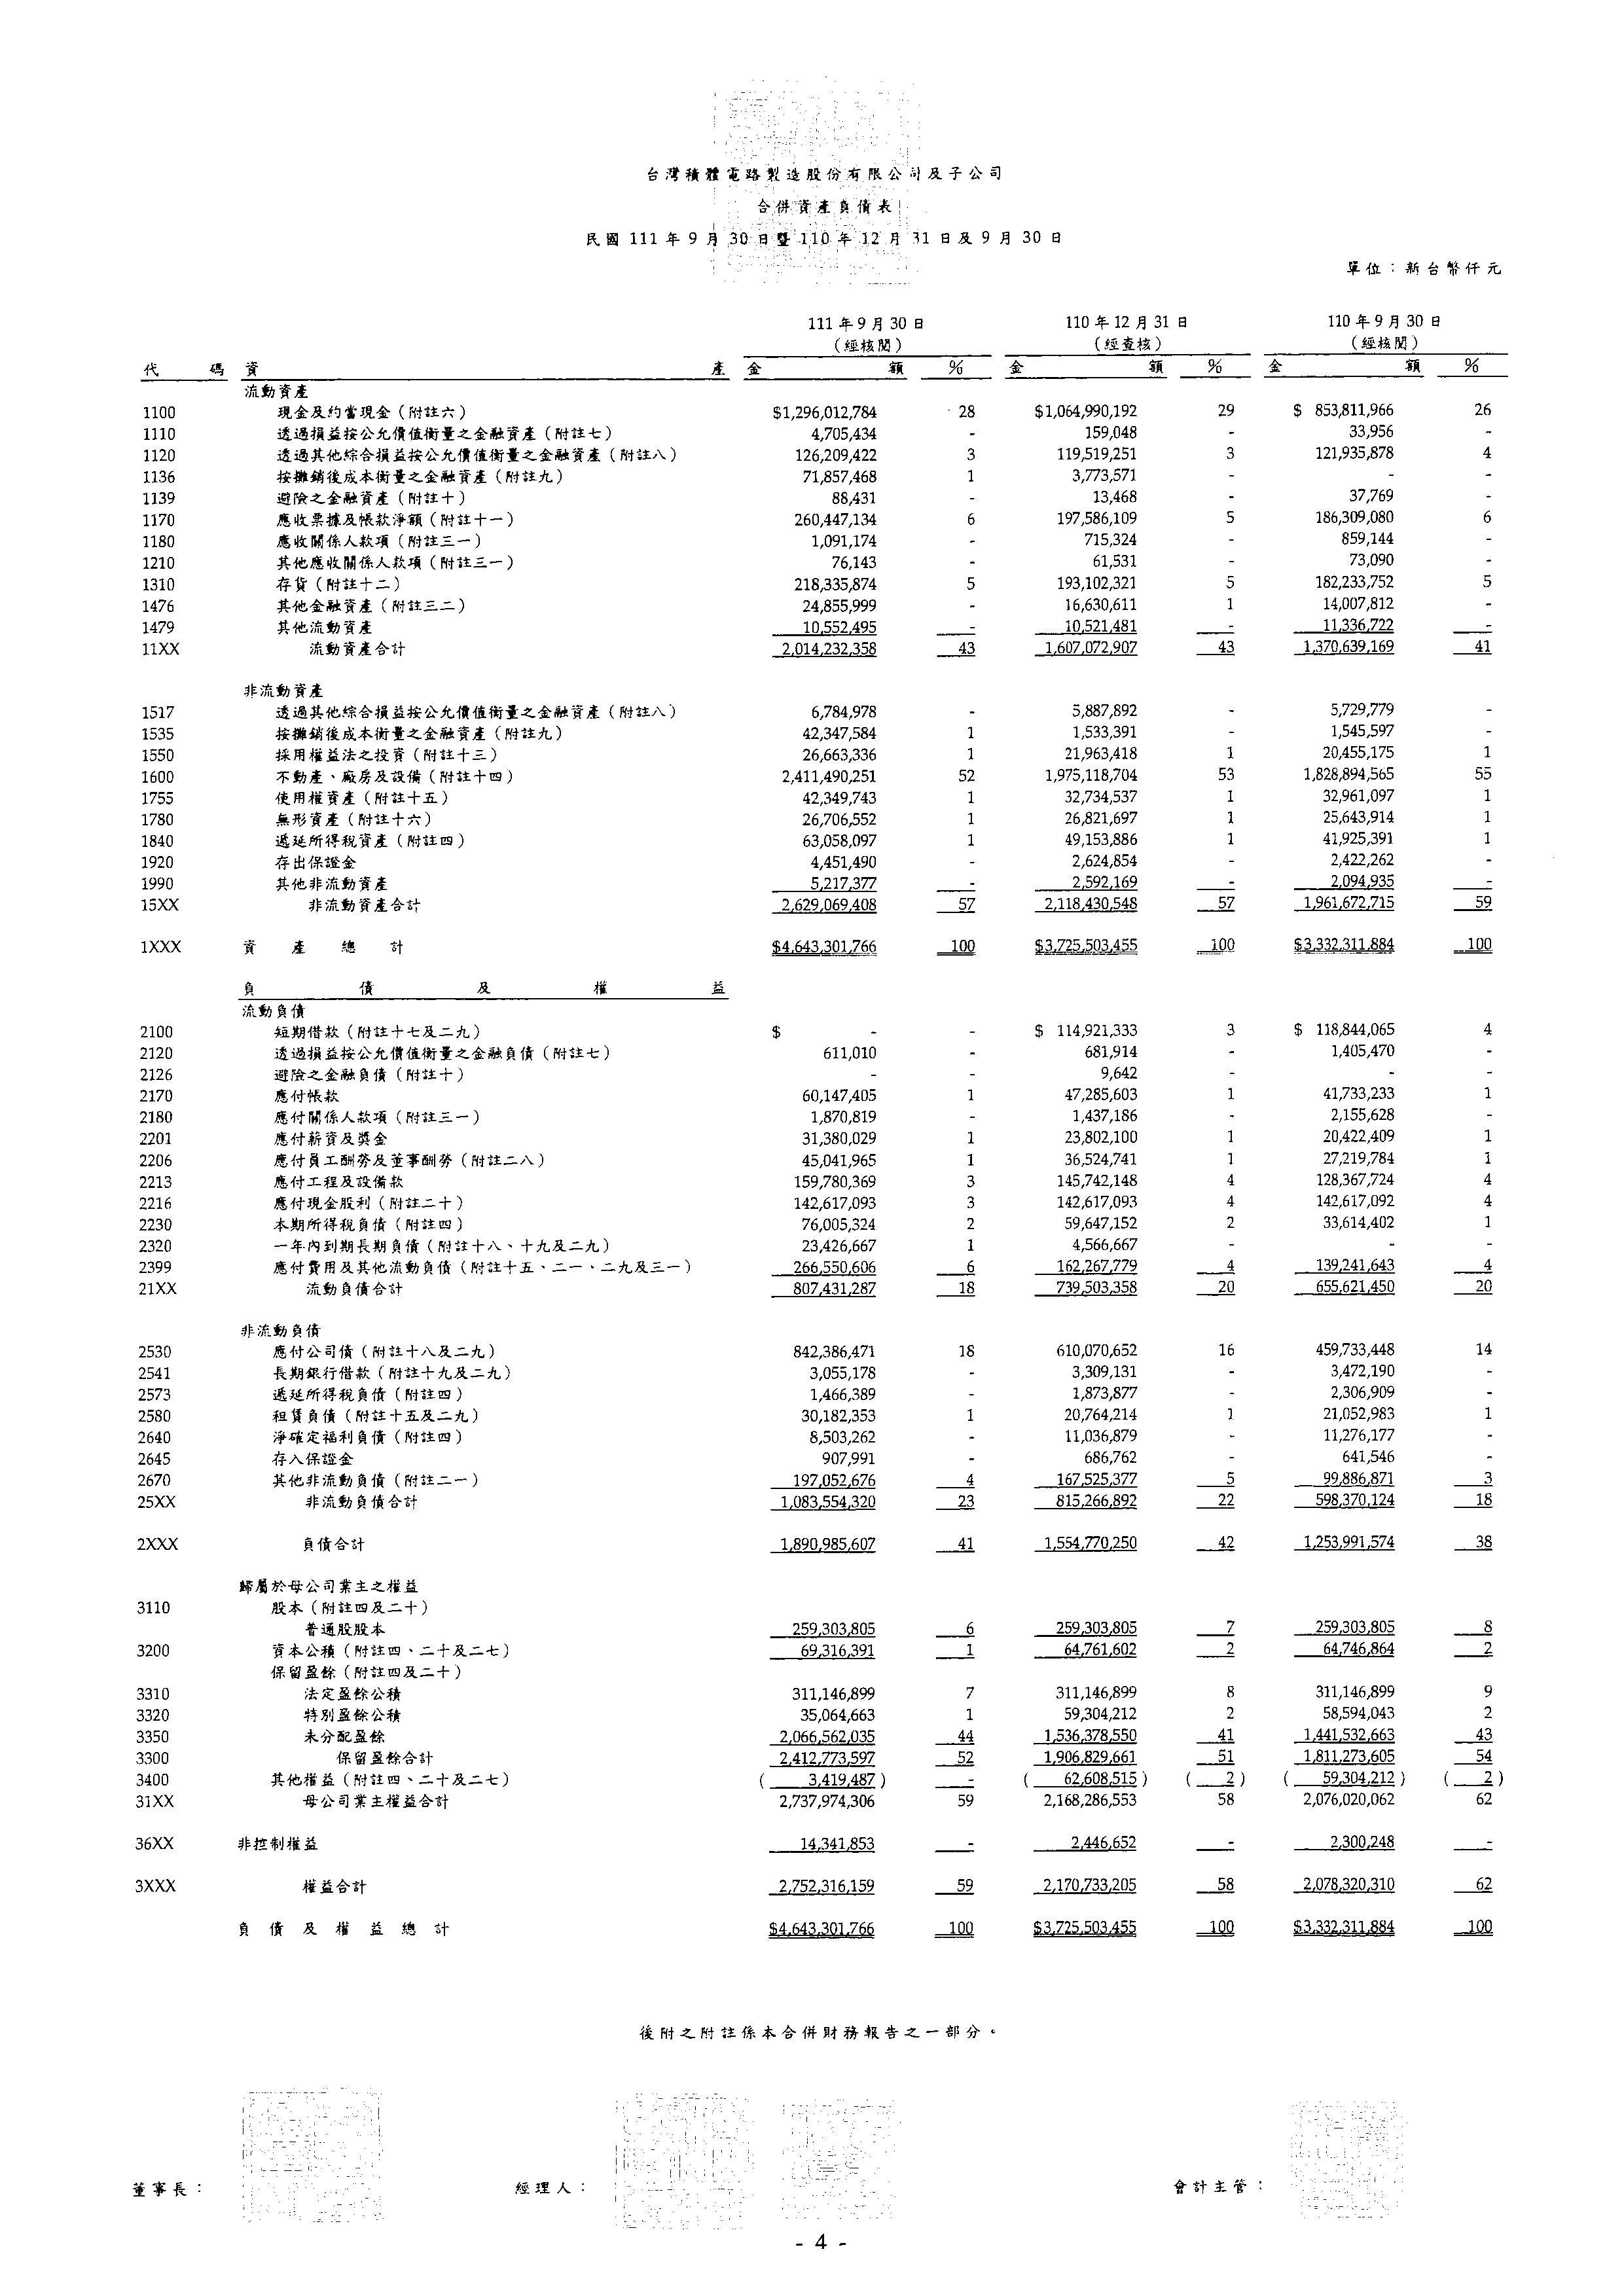 台灣積體電路製造股份有限公司及子公司
合併資產負債表
民國 111 年 9 月 30 日暨 110 年 12 月 31 日及 9 月 30 日
單位：新台幣仟元
111 年 9 月 30 日 110 年 12 月 31 日 110 年 9 月 30 日
（經核閱） （經查核） （經核閱）
代 碼 資 產 金 額 % 金 額 % 金 額 %
流動資產
1100 現金及約當現金（附註六） $1,296,012,784 28 $1,064,990,192 29 $ 853,811,966 26
1110 透過損益按公允價值衡量之金融資產（附註七） 4,705,434 - 159,048 - 33,956 -
1120 透過其他綜合損益按公允價值衡量之金融資產（附註八） 126,209,422 3 119,519,251 3 121,935,878 4
1136 按攤銷後成本衡量之金融資產（附註九） 71,857,468 1 3,773,571 - - -
1139 避險之金融資產（附註十） 88,431 - 13,468 - 37,769 -
1170 應收票據及帳款淨額（附註十一） 260,447,134 6 197,586,109 5 186,309,080 6
1180 應收關係人款項（附註三一） 1,091,174 - 715,324 - 859,144 -
1210 其他應收關係人款項（附註三一） 76,143 - 61,531 - 73,090 -
1310 存貨（附註十二） 218,335,874 5 193,102,321 5 182,233,752 5
1476 其他金融資產（附註三二） 24,855,999 - 16,630,611 1 14,007,812 -
1479 其他流動資產 10,552,495 - 10,521,481 - 11,336,722 -
11XX 流動資產合計 2,014,232,358 43 1,607,072,907 43 1,370,639,169 41
非流動資產
1517 透過其他綜合損益按公允價值衡量之金融資產（附註八） 6,784,978 - 5,887,892 - 5,729,779 -
1535 按攤銷後成本衡量之金融資產（附註九） 42,347,584 1 1,533,391 - 1,545,597 -
1550 採用權益法之投資（附註十三） 26,663,336 1 21,963,418 1 20,455,175 1
1600 不動產、廠房及設備（附註十四） 2,411,490,251 52 1,975,118,704 53 1,828,894,565 55
1755 使用權資產（附註十五） 42,349,743 1 32,734,537 1 32,961,097 1
1780 無形資產（附註十六） 26,706,552 1 26,821,697 1 25,643,914 1
1840 遞延所得稅資產（附註四） 63,058,097 1 49,153,886 1 41,925,391 1
1920 存出保證金 4,451,490 - 2,624,854 - 2,422,262 -
1990 其他非流動資產 5,217,377 - 2,592,169 - 2,094,935 -
15XX 非流動資產合計 2,629,069,408 57 2,118,430,548 57 1,961,672,715 59
1XXX 資 產 總 計 $4,643,301,766 100 $3,725,503,455 100 $3,332,311,884 100
負 債 及 權 益
流動負債
2100 短期借款（附註十七及二九） $ - - $ 114,921,333 3 $ 118,844,065 4
2120 透過損益按公允價值衡量之金融負債（附註七） 611,010 - 681,914 - 1,405,470 -
2126 避險之金融負債（附註十） - - 9,642 - - -
2170 應付帳款 60,147,405 1 47,285,603 1 41,733,233 1
2180 應付關係人款項（附註三一） 1,870,819 - 1,437,186 - 2,155,628 -
2201 應付薪資及獎金 31,380,029 1 23,802,100 1 20,422,409 1
2206 應付員工酬勞及董事酬勞（附註二八） 45,041,965 1 36,524,741 1 27,219,784 1
2213 應付工程及設備款 159,780,369 3 145,742,148 4 128,367,724 4
2216 應付現金股利（附註二十） 142,617,093 3 142,617,093 4 142,617,092 4
2230 本期所得稅負債（附註四） 76,005,324 2 59,647,152 2 33,614,402 1
2320 一年內到期長期負債（附註十八、十九及二九） 23,426,667 1 4,566,667 - - -
2399 應付費用及其他流動負債（附註十五、二一、二九及三一） 266,550,606 6 162,267,779 4 139,241,643 4
21XX 流動負債合計 807,431,287 18 739,503,358 20 655,621,450 20
非流動負債
2530 應付公司債（附註十八及二九） 842,386,471 18 610,070,652 16 459,733,448 14
2541 長期銀行借款（附註十九及二九） 3,055,178 - 3,309,131 - 3,472,190 -
2573 遞延所得稅負債（附註四） 1,466,389 - 1,873,877 - 2,306,909 -
2580 租賃負債（附註十五及二九） 30,182,353 1 20,764,214 1 21,052,983 1
2640 淨確定福利負債（附註四） 8,503,262 - 11,036,879 - 11,276,177 -
2645 存入保證金 907,991 - 686,762 - 641,546 -
2670 其他非流動負債（附註二一） 197,052,676 4 167,525,377 5 99,886,871 3
25XX 非流動負債合計 1,083,554,320 23 815,266,892 22 598,370,124 18
2XXX 負債合計 1,890,985,607 41 1,554,770,250 42 1,253,991,574 38
歸屬於母公司業主之權益
3110 股本（附註四及二十）
普通股股本 259,303,805 6 259,303,805 7 259,303,805 8
3200 資本公積（附註四、二十及二七） 69,316,391 1 64,761,602 2 64,746,864 2
保留盈餘（附註四及二十）
3310 法定盈餘公積 311,146,899 7 311,146,899 8 311,146,899 9
3320 特別盈餘公積 35,064,663 1 59,304,212 2 58,594,043 2
3350 未分配盈餘 2,066,562,035 44 1,536,378,550 41 1,441,532,663 43
3300 保留盈餘合計 2,412,773,597 52 1,906,829,661 51 1,811,273,605 54
3400 其他權益（附註四、二十及二七） ( 3,419,487 ) - ( 62,608,515 ) ( 2 ) ( 59,304,212 ) ( 2 )
31XX 母公司業主權益合計 2,737,974,306 59 2,168,286,553 58 2,076,020,062 62
36XX 非控制權益 14,341,853 - 2,446,652 - 2,300,248 -
3XXX 權益合計 2,752,316,159 59 2,170,733,205 58 2,078,320,310 62
負 債 及 權 益 總 計 $4,643,301,766 100 $3,725,503,455 100 $3,332,311,884 100
後附之附註係本合併財務報告之一部分。
董事長： 經理人： 會計主管：
- 4 -